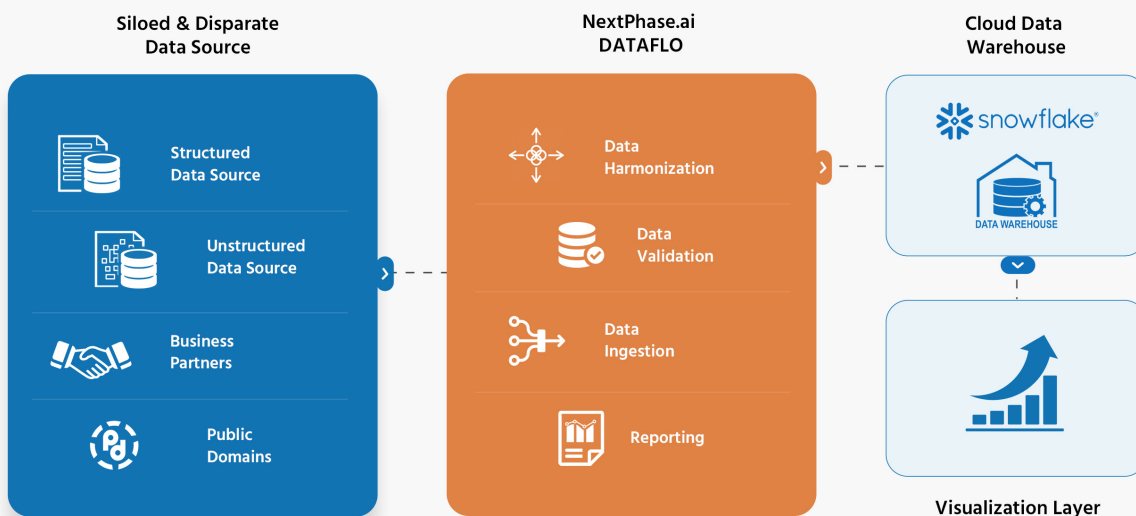 Siloed & Disparate
Data Source
Structured
Data Source
Unstructured
Data Source
Business
Partners
Public
Domains
NextPhase.ai
DATAFLO
Data
Harmonization
Data
Validation
Data
Ingestion
Reporting
Cloud Data
Warehouse
snowflake®
DATA WAREHOUSE
Visualization Layer